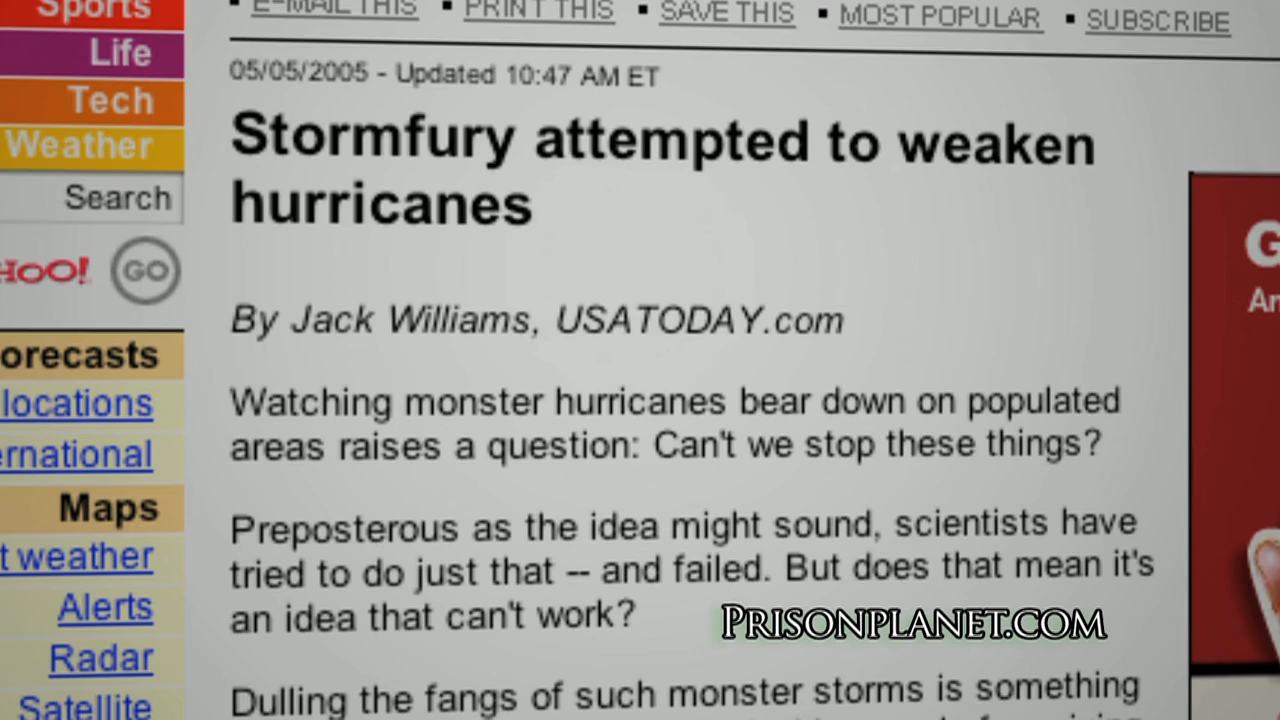 Sports
Life
Tech
Weather
Search
HOO! GO
orecasts
locations
ernational
Maps
t weather
Alerts
Radar
Satellite
E-MAIL THIS ▪ PRINT THIS ▪ SAVE THIS ▪ MOST POPULAR ▪ SUBSCRIBE
05/05/2005 - Updated 10:47 AM ET
Stormfury attempted to weaken
hurricanes
By Jack Williams, USATODAY.com
Watching monster hurricanes bear down on populated
areas raises a question: Can't we stop these things?
Preposterous as the idea might sound, scientists have
tried to do just that -- and failed. But does that mean it's
an idea that can't work?
PRISONPLANET.COM
Dulling the fangs of such monster storms is something
G
An